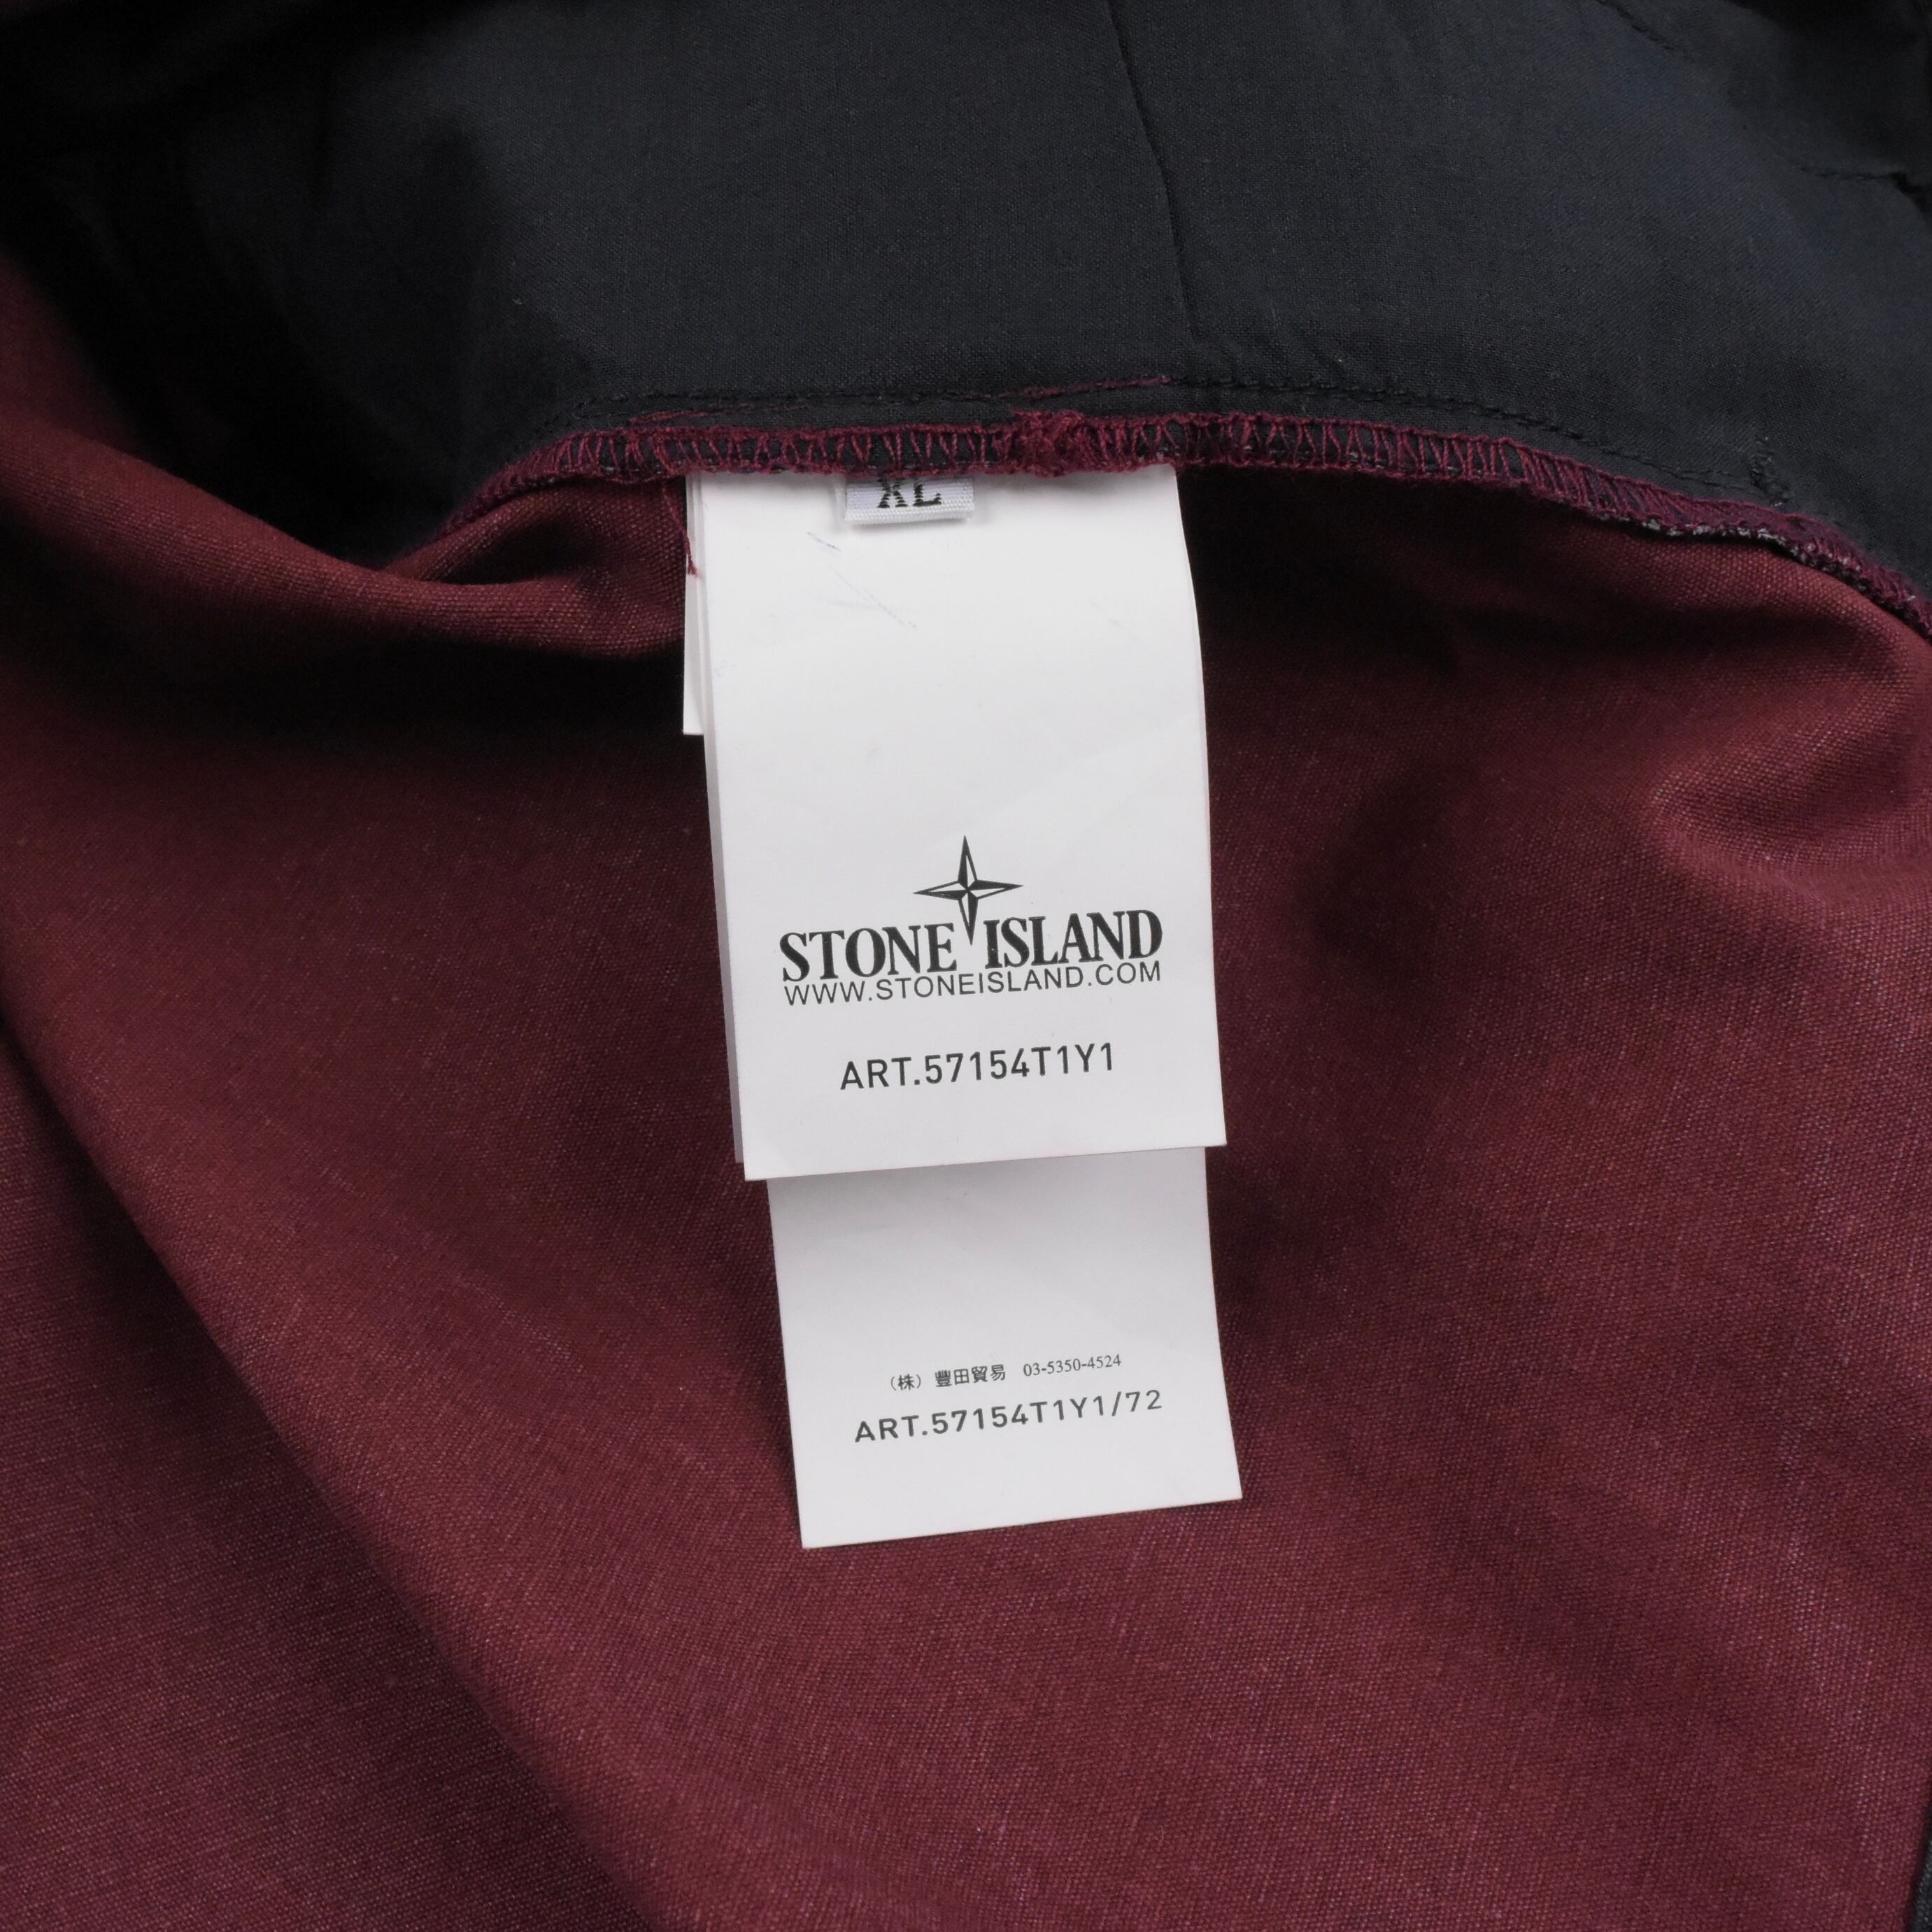 XL
STONE ISLAND
WWW.STONEISLAND.COM
ART.57154T1Y1
（株）豊田貿易 03-5350-4524
ART.57154T1Y1/72